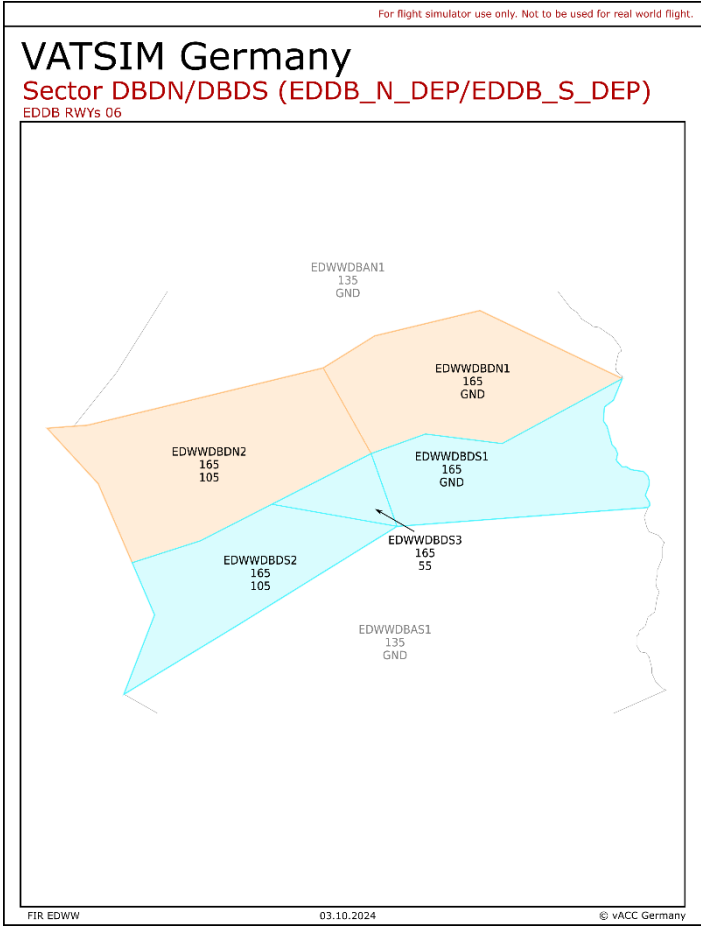 For flight simulator use only. Not to be used for real world flight.
VATSIM Germany
Sector DBDN/DBDS (EDDB_N_DEP/EDDB_S_DEP)
EDDB RWYs 06
EDWWDBAN1
135
GND
EDWWDBDN1
165
GND
EDWWDBDN2
165
105
EDWWDBDS1
165
GND
EDWWDBDS3
165
55
EDWWDBDS2
165
105
EDWWDBAS1
135
GND
FIR EDWW
03.10.2024
© vACC Germany